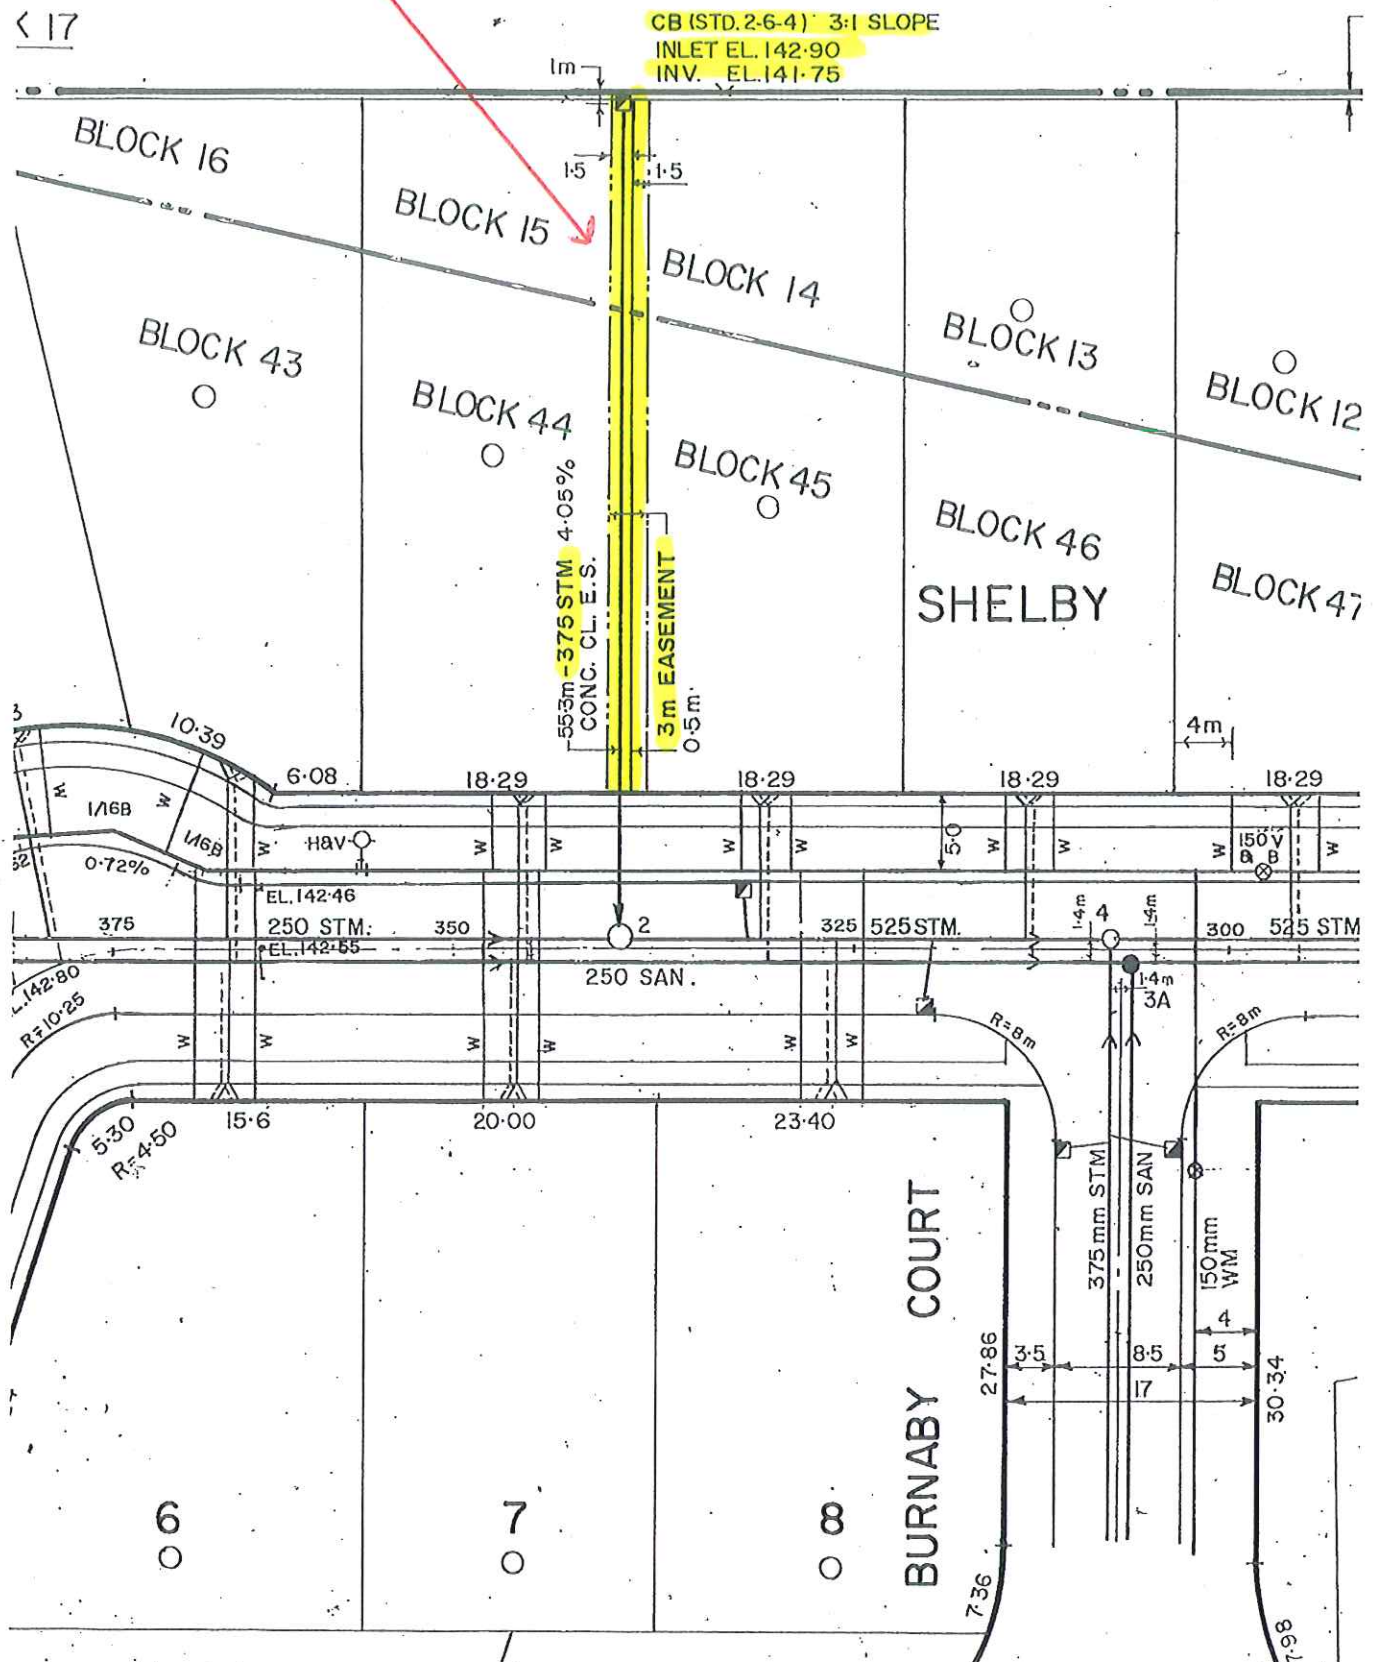 < 17
CB (STD. 2-6-4) 3:1 SLOPE
INLET EL. 142·90
INV. EL. 141·75
1m
BLOCK 16
1·5
1·5
BLOCK 15
BLOCK 14
BLOCK 13
BLOCK 12
BLOCK 43
BLOCK 44
BLOCK 45
BLOCK 46
BLOCK 47
SHELBY
55·3m-375 STM 4·05%
CONC. CL. E.S.
3m EASEMENT
0·5m.
4m
3
10·39
6·08
18·29
18·29
18·29
18·29
W
1/16B
W
1/16B
W
H&V
W
W
W
W
5·0
W
W
W
150 V
& B
W
52
0·72%
EL. 142·46
375
250 STM.
350
2
325
525 STM.
1·4m
4
1·4m
300
525 STM
EL. 142·55
250 SAN.
L. 142·80
1·4m
3A
R=10·25
R=8m
R=8m
W
W
W
W
W
W
5·30
R=4·50
15·6
20·00
23·40
375mm STM
250mm SAN
150mm
WM
BURNABY COURT
4
27·86
3·5
8·5
5
17
30·34
6
7
8
7·36
7·98